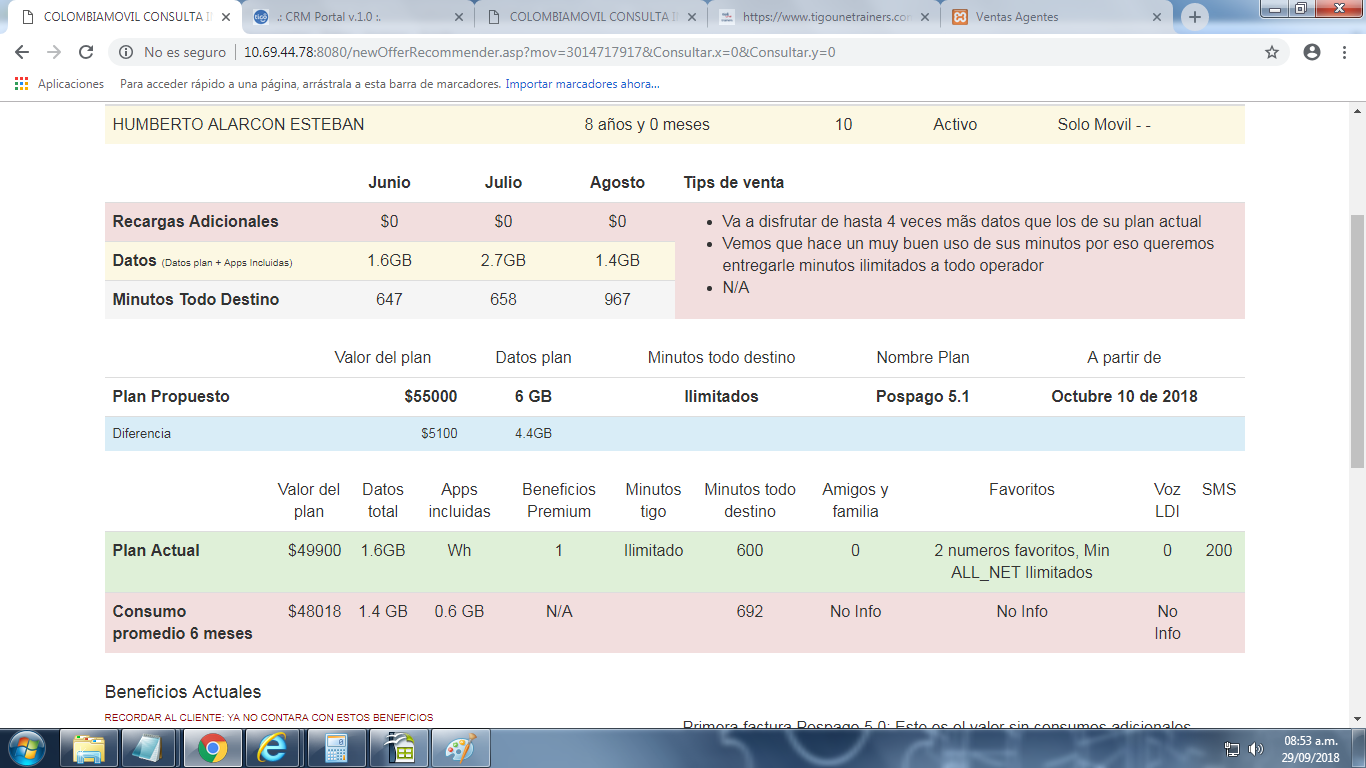 COLOMBIAMOVIL CONSULTA I
.: CRM Portal v.1.0 :.
COLOMBIAMOVIL CONSULTA I
https://www.tigounetrainers.com
Ventas Agentes
No es seguro
10.69.44.78:8080/newOfferRecommender.asp?mov=3014717917&Consultar.x=0&Consultar.y=0
Aplicaciones Para acceder rápido a una página, arrástrala a esta barra de marcadores. Importar marcadores ahora...
HUMBERTO ALARCON ESTEBAN 8 años y 0 meses 10 Activo Solo Movil - -
Junio Julio Agosto Tips de venta
Recargas Adicionales $0 $0 $0
Datos (Datos plan + Apps Incluidas) 1.6GB 2.7GB 1.4GB
Minutos Todo Destino 647 658 967
Va a disfrutar de hasta 4 veces mãs datos que los de su plan actual
Vemos que hace un muy buen uso de sus minutos por eso queremos
entregarle minutos ilimitados a todo operador
N/A
Valor del plan Datos plan Minutos todo destino Nombre Plan A partir de
Plan Propuesto $55000 6 GB Ilimitados Pospago 5.1 Octubre 10 de 2018
Diferencia $5100 4.4GB
Valor del plan Datos total Apps incluidas Beneficios Premium Minutos tigo Minutos todo destino Amigos y familia Favoritos Voz LDI SMS
Plan Actual $49900 1.6GB Wh 1 Ilimitado 600 0 2 numeros favoritos, Min ALL_NET Ilimitados 0 200
Consumo promedio 6 meses $48018 1.4 GB 0.6 GB N/A 692 No Info No Info No Info
Beneficios Actuales
RECORDAR AL CLIENTE: YA NO CONTARA CON ESTOS BENEFICIOS
Primera factura Pospago 5.0: Este es el valor sin consumos adicionales
08:53 a.m.
29/09/2018